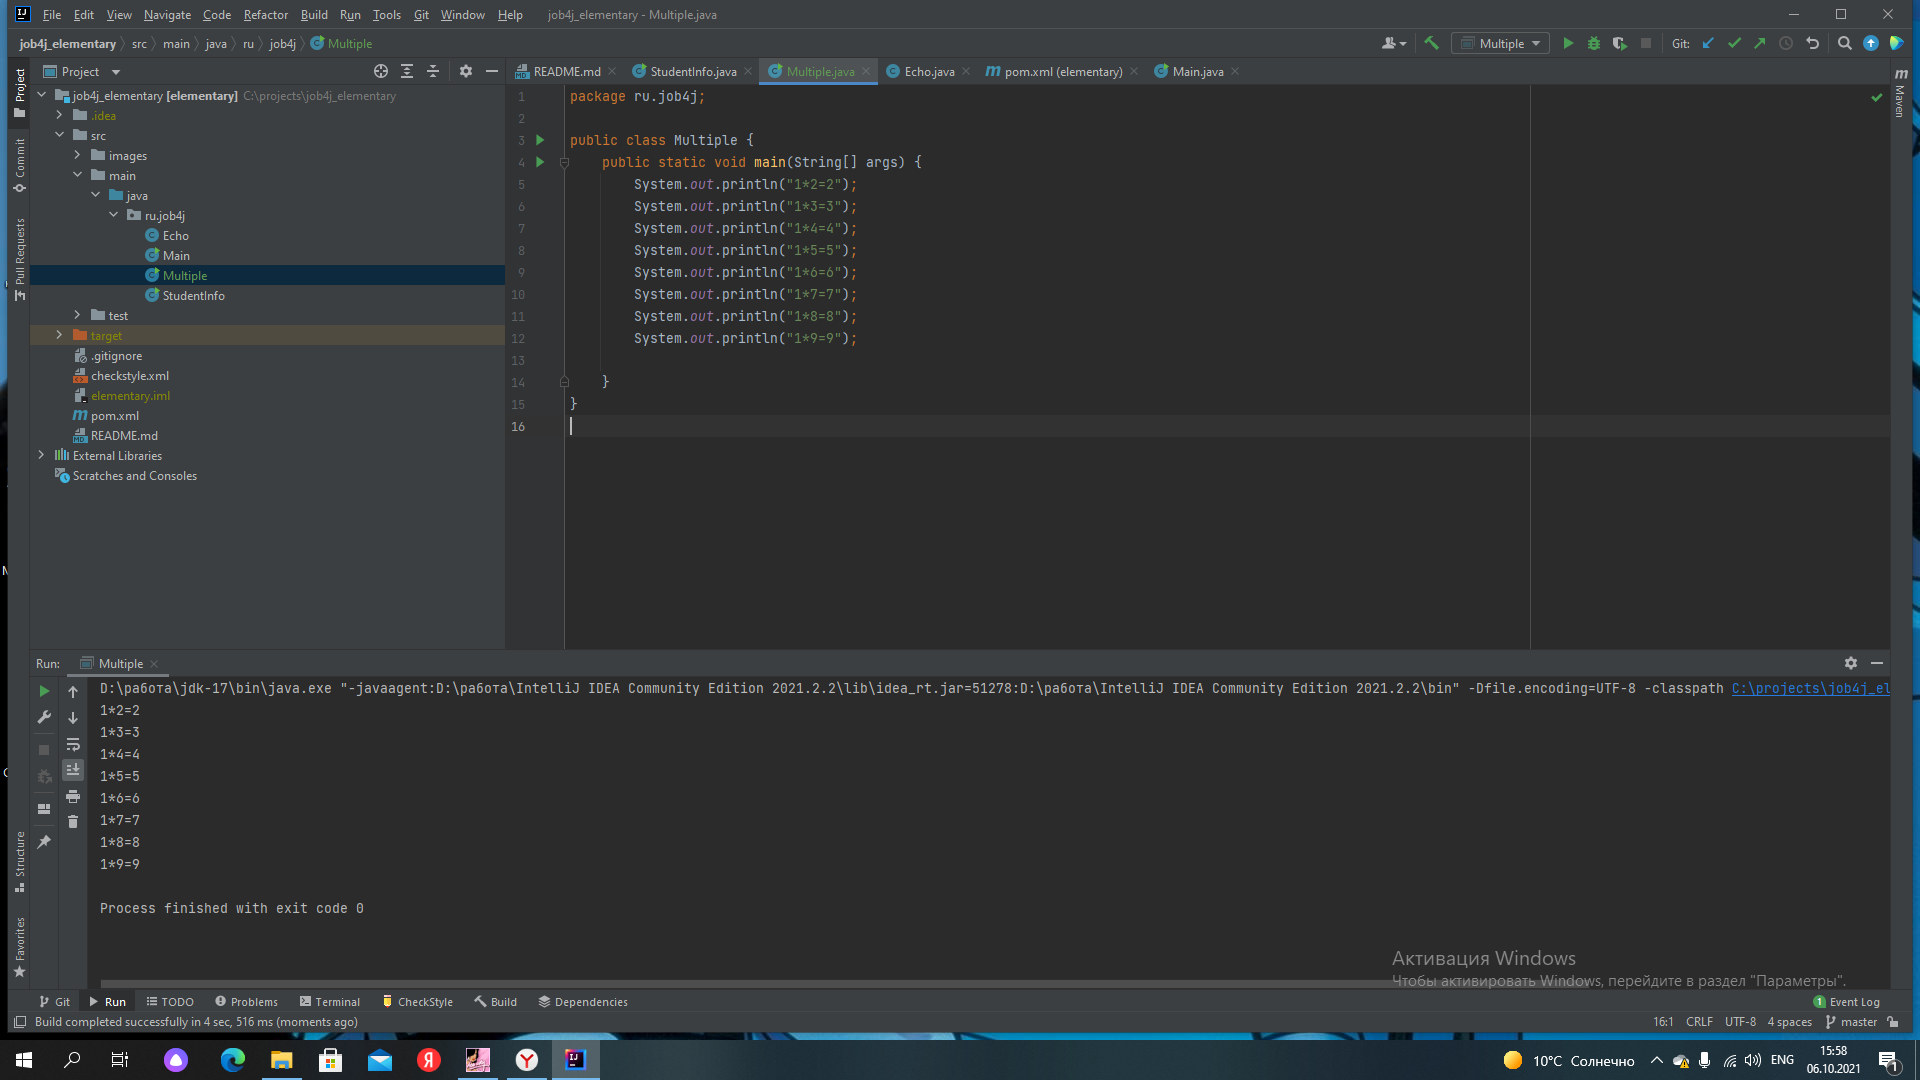 File Edit View Navigate Code Refactor Build Run Tools Git Window Help job4j_elementary - Multiple.java
job4j_elementary src main java ru job4j Multiple
Multiple Git:
Project
README.md StudentInfo.java Multiple.java Echo.java pom.xml (elementary) Main.java
job4j_elementary [elementary] C:\projects\job4j_elementary
.idea
src
images
main
java
ru.job4j
Echo
Main
Multiple
StudentInfo
test
target
.gitignore
checkstyle.xml
elementary.iml
pom.xml
README.md
External Libraries
Scratches and Consoles
Project
Commit
Pull Requests
Structure
Favorites
Maven
1 package ru.job4j;
2
3 public class Multiple {
4 public static void main(String[] args) {
5 System.out.println("1*2=2");
6 System.out.println("1*3=3");
7 System.out.println("1*4=4");
8 System.out.println("1*5=5");
9 System.out.println("1*6=6");
10 System.out.println("1*7=7");
11 System.out.println("1*8=8");
12 System.out.println("1*9=9");
13
14 }
15 }
16
Run: Multiple
D:\работа\jdk-17\bin\java.exe "-javaagent:D:\работа\IntelliJ IDEA Community Edition 2021.2.2\lib\idea_rt.jar=51278:D:\работа\IntelliJ IDEA Community Edition 2021.2.2\bin" -Dfile.encoding=UTF-8 -classpath C:\projects\job4j_el
1*2=2
1*3=3
1*4=4
1*5=5
1*6=6
1*7=7
1*8=8
1*9=9
Process finished with exit code 0
Активация Windows
Чтобы активировать Windows, перейдите в раздел "Параметры".
Git Run TODO Problems Terminal CheckStyle Build Dependencies 1 Event Log
Build completed successfully in 4 sec, 516 ms (moments ago) 16:1 CRLF UTF-8 4 spaces master
10°C Солнечно ENG 15:58
06.10.2021 1